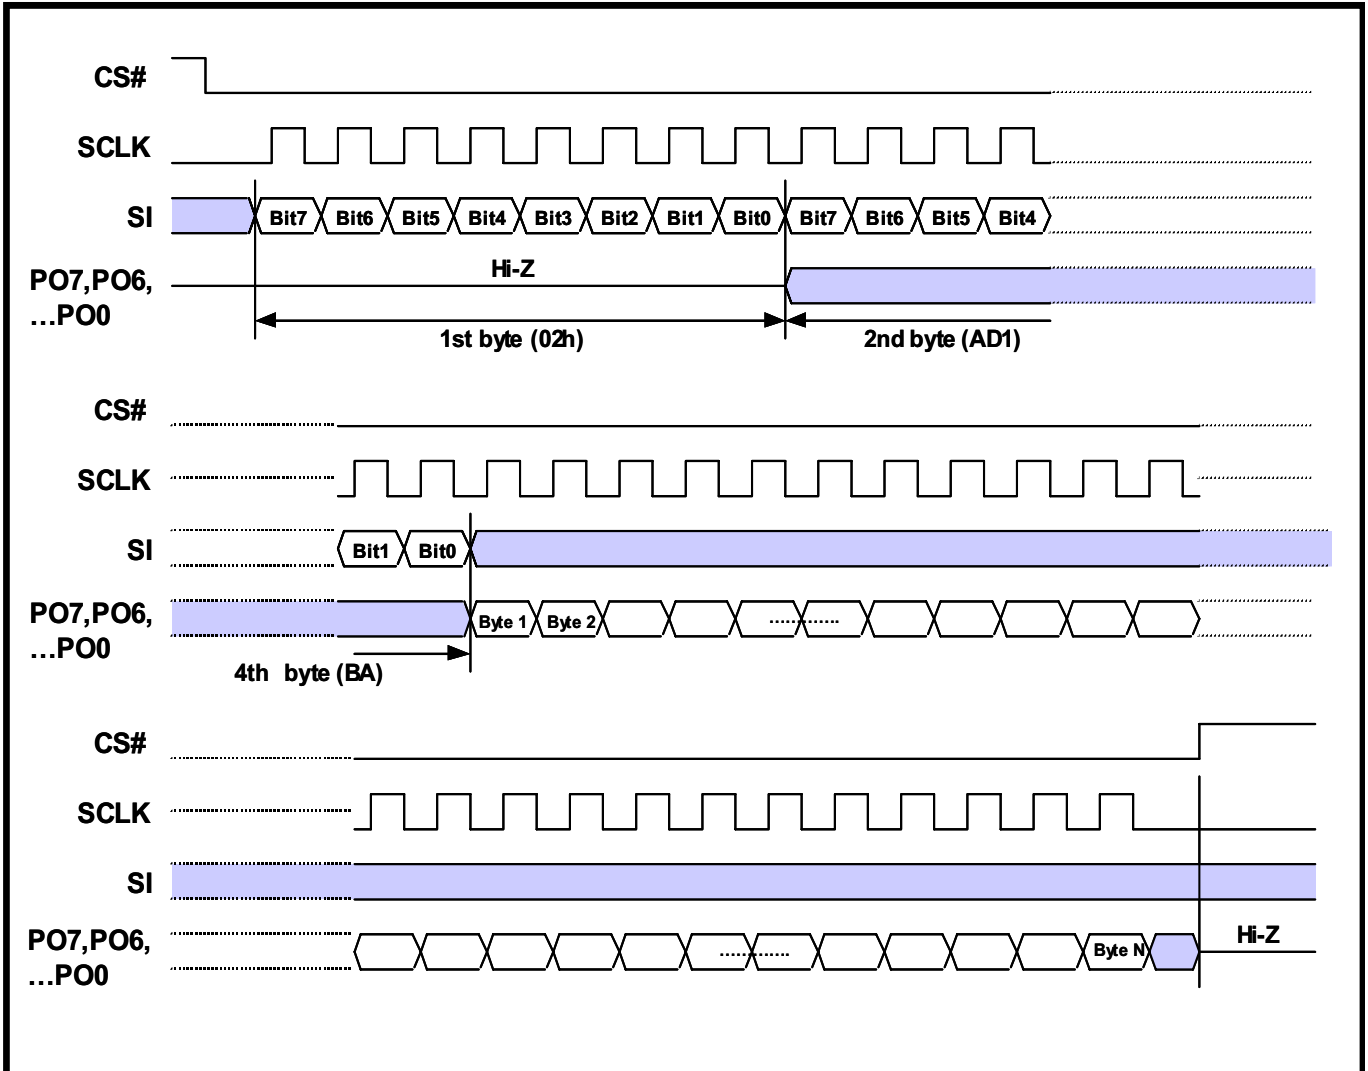 CS#
SCLK
SI Bit7 Bit6 Bit5 Bit4 Bit3 Bit2 Bit1 Bit0 Bit7 Bit6 Bit5 Bit4
PO7,PO6, Hi-Z
...PO0
1st byte (02h) 2nd byte (AD1)
CS#
SCLK
SI Bit1 Bit0
PO7,PO6, Byte 1 Byte 2 ..............
...PO0
4th byte (BA)
CS#
SCLK
SI
PO7,PO6, .............. Byte N Hi-Z
...PO0